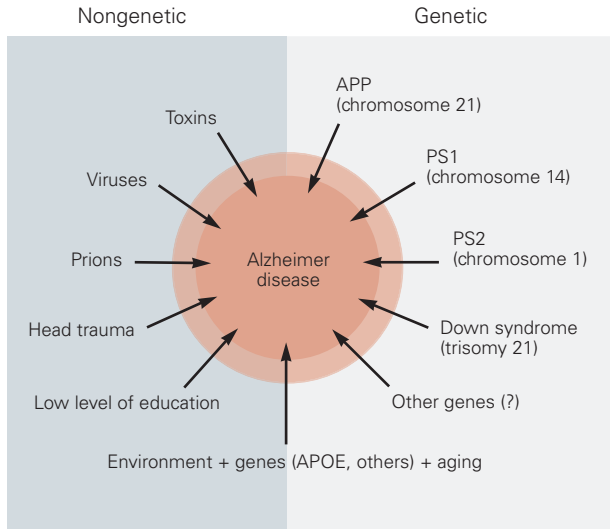 Nongenetic
Genetic
APP
(chromosome 21)
Toxins
PS1
(chromosome 14)
Viruses
PS2
(chromosome 1)
Prions
Alzheimer
disease
Head trauma
Down syndrome
(trisomy 21)
Low level of education
Other genes (?)
Environment + genes (APOE, others) + aging